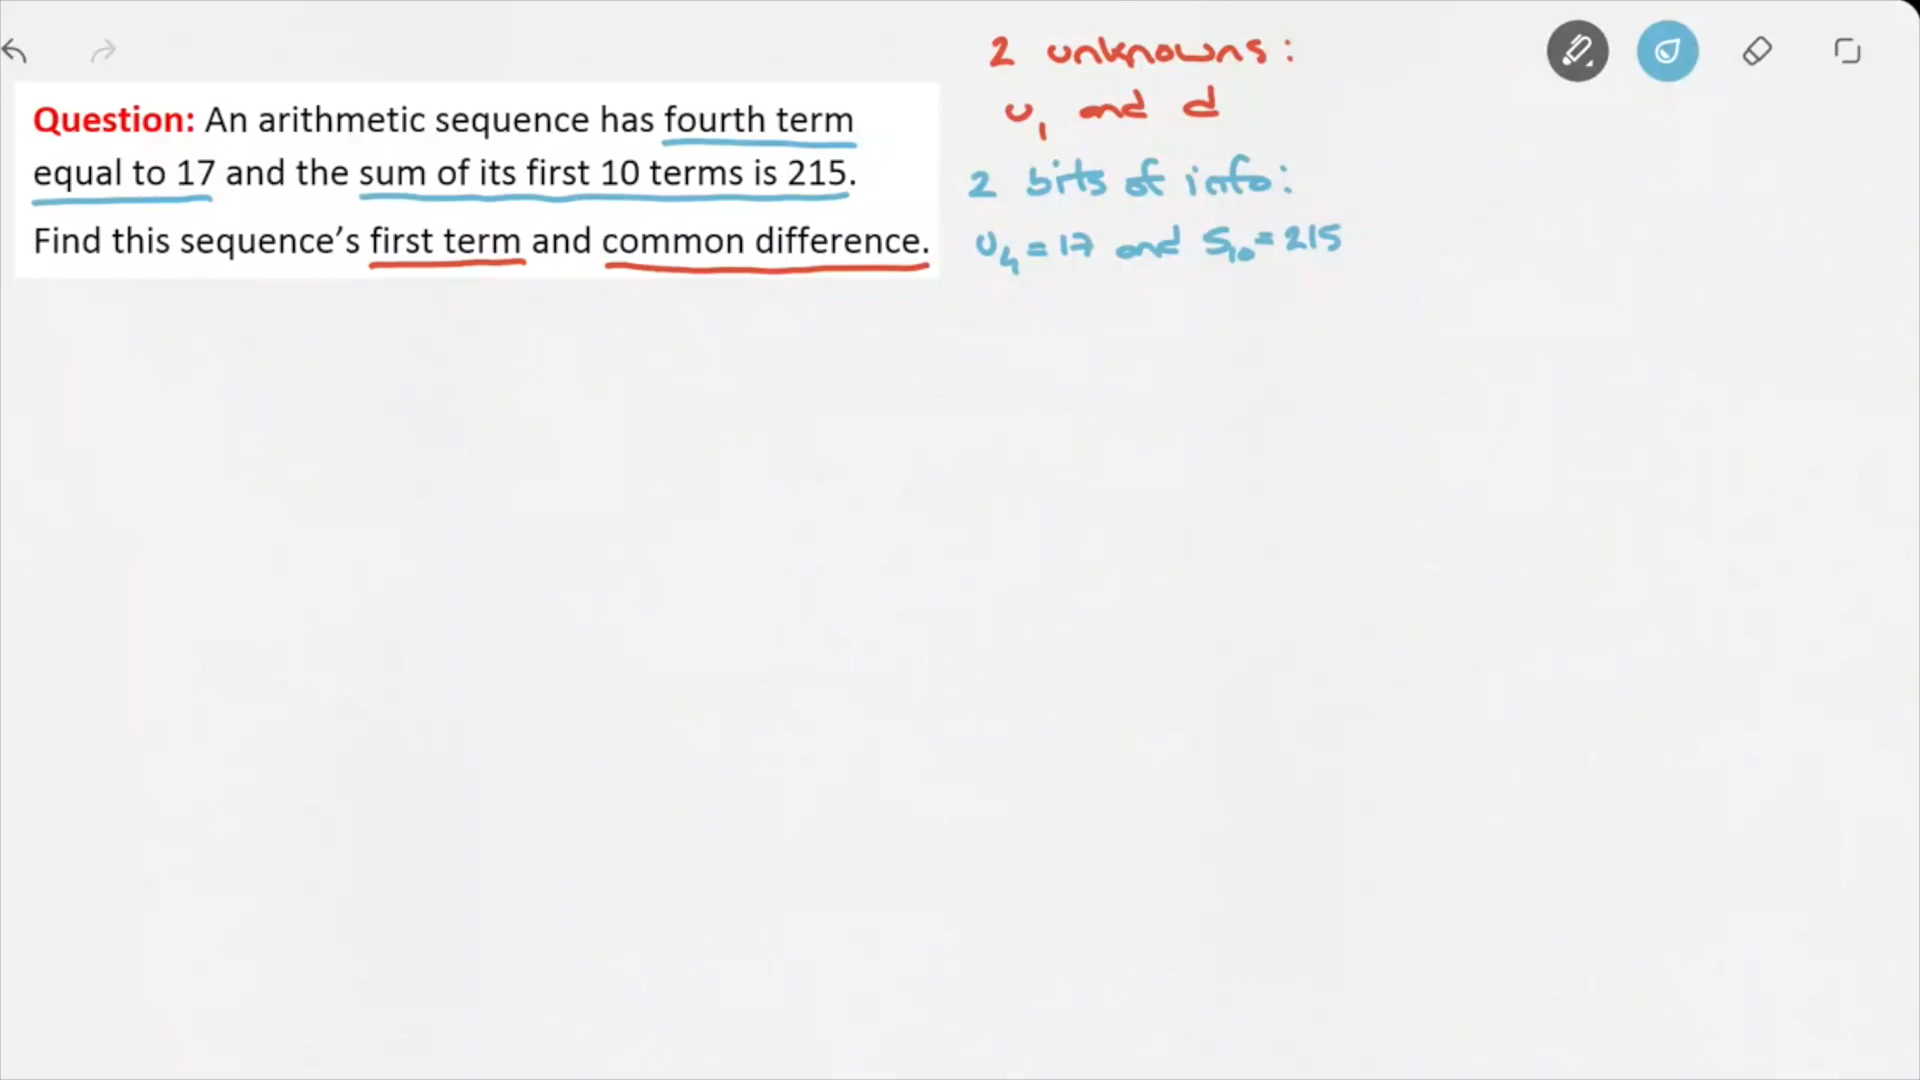 Question: An arithmetic sequence has fourth term
equal to 17 and the sum of its first 10 terms is 215.
Find this sequence’s first term and common difference.
2 unknowns:
u₁ and d
2 bits of info:
u₄ = 17 and S₁₀ = 215